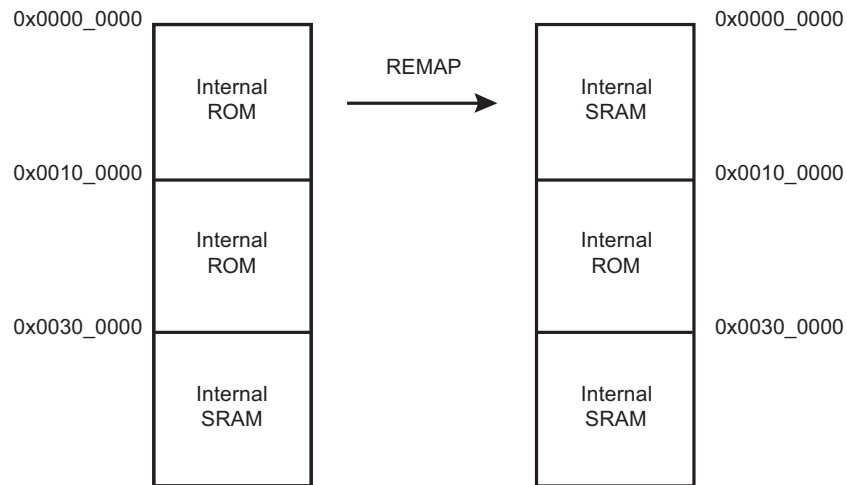 0x0000_0000
Internal
ROM
0x0010_0000
Internal
ROM
0x0030_0000
Internal
SRAM
REMAP
0x0000_0000
Internal
SRAM
0x0010_0000
Internal
ROM
0x0030_0000
Internal
SRAM